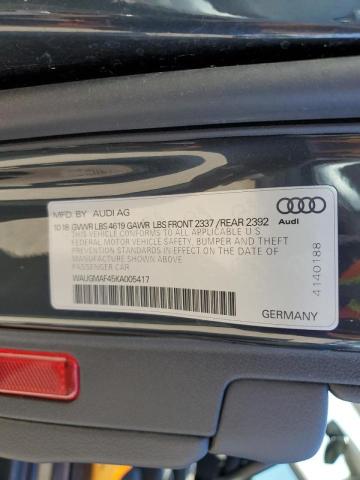 MFD. BY AUDI AG
10.18 GVWR LBS 4619 GAWR LBS FRONT 2337 / REAR 2392
THIS VEHICLE CONFORMS TO ALL APPLICABLE U.S.
FEDERAL MOTOR VEHICLE SAFETY, BUMPER AND THEFT
PREVENTION STANDARDS IN EFFECT ON THE DATE OF
MANUFACTURE SHOWN ABOVE.
PASSENGER CAR
WAUGMAF45KA005417
Audi
4140188
GERMANY